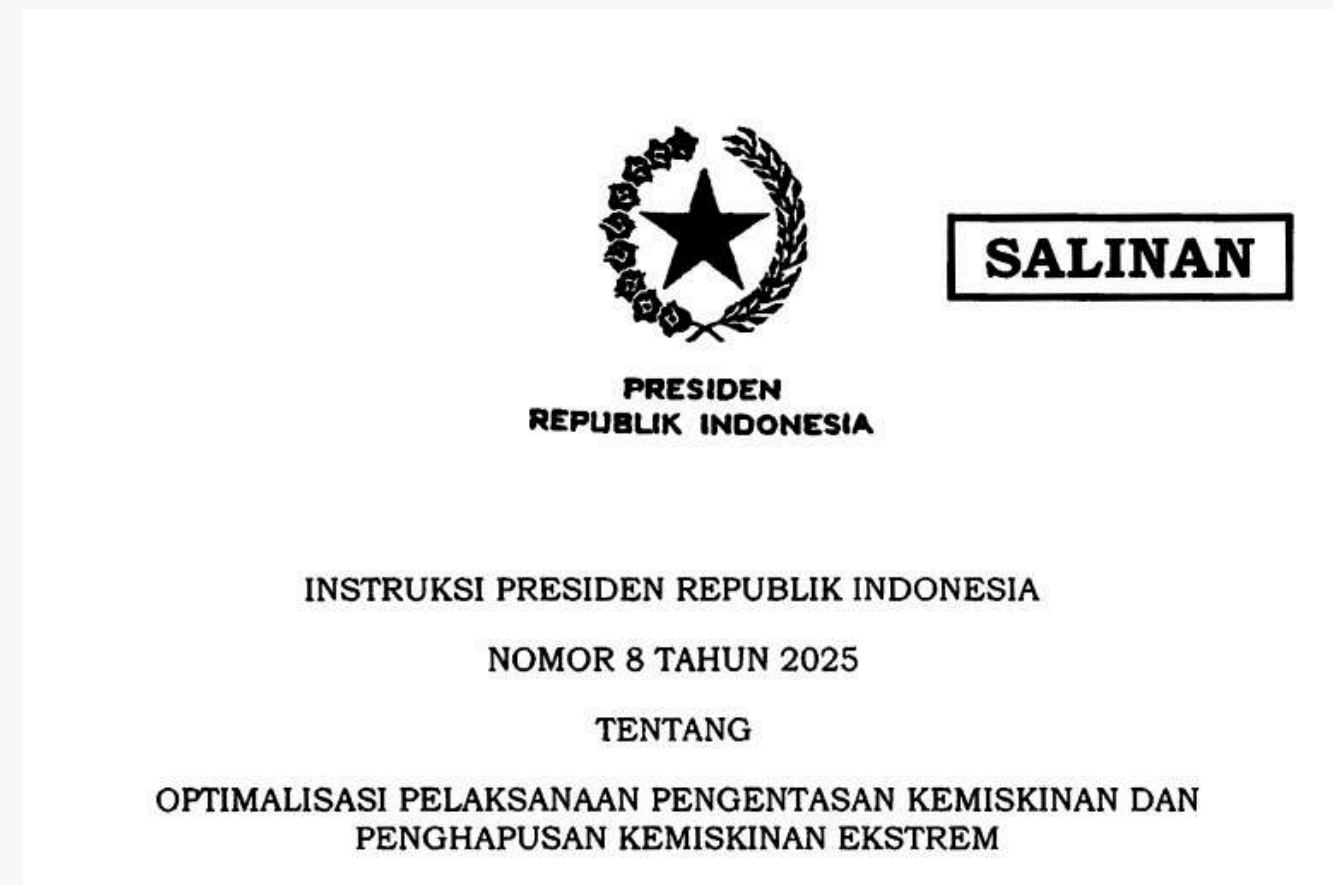 SALINAN
PRESIDEN
REPUBLIK INDONESIA
INSTRUKSI PRESIDEN REPUBLIK INDONESIA
NOMOR 8 TAHUN 2025
TENTANG
OPTIMALISASI PELAKSANAAN PENGENTASAN KEMISKINAN DAN
PENGHAPUSAN KEMISKINAN EKSTREM